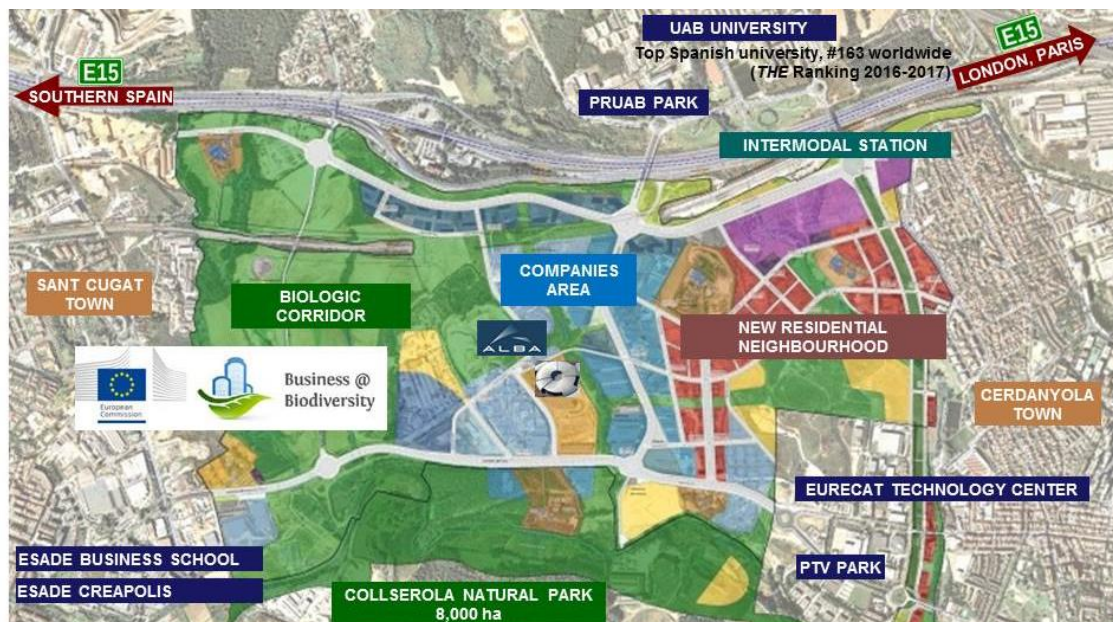 UAB UNIVERSITY
Top Spanish university, #163 worldwide
(THE Ranking 2016-2017)
E15
LONDON, PARIS
E15
SOUTHERN SPAIN
PRUAB PARK
INTERMODAL STATION
SANT CUGAT
TOWN
BIOLOGIC
CORRIDOR
COMPANIES
AREA
ALBA
NEW RESIDENTIAL
NEIGHBOURHOOD
European
Commission
Business @
Biodiversity
CERDANYOLA
TOWN
EURECAT TECHNOLOGY CENTER
ESADE BUSINESS SCHOOL
ESADE CREAPOLIS
PTV PARK
COLLSEROLA NATURAL PARK
8,000 ha